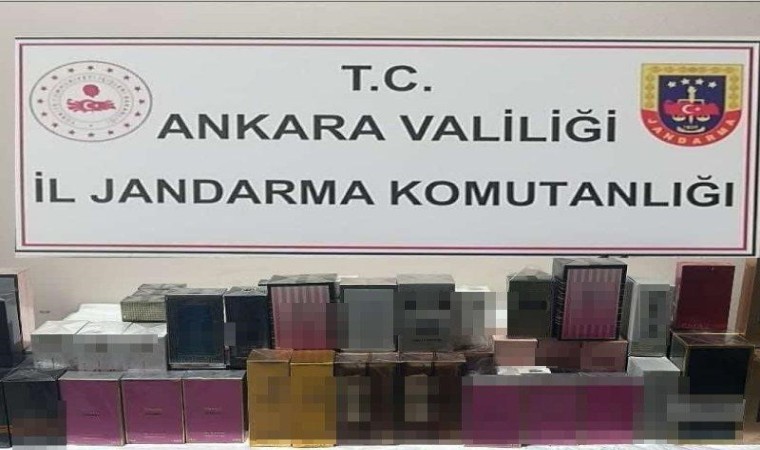 T.C.
ANKARA VALİLİĞİ
İL JANDARMA KOMUTANLIĞI
JANDARMA